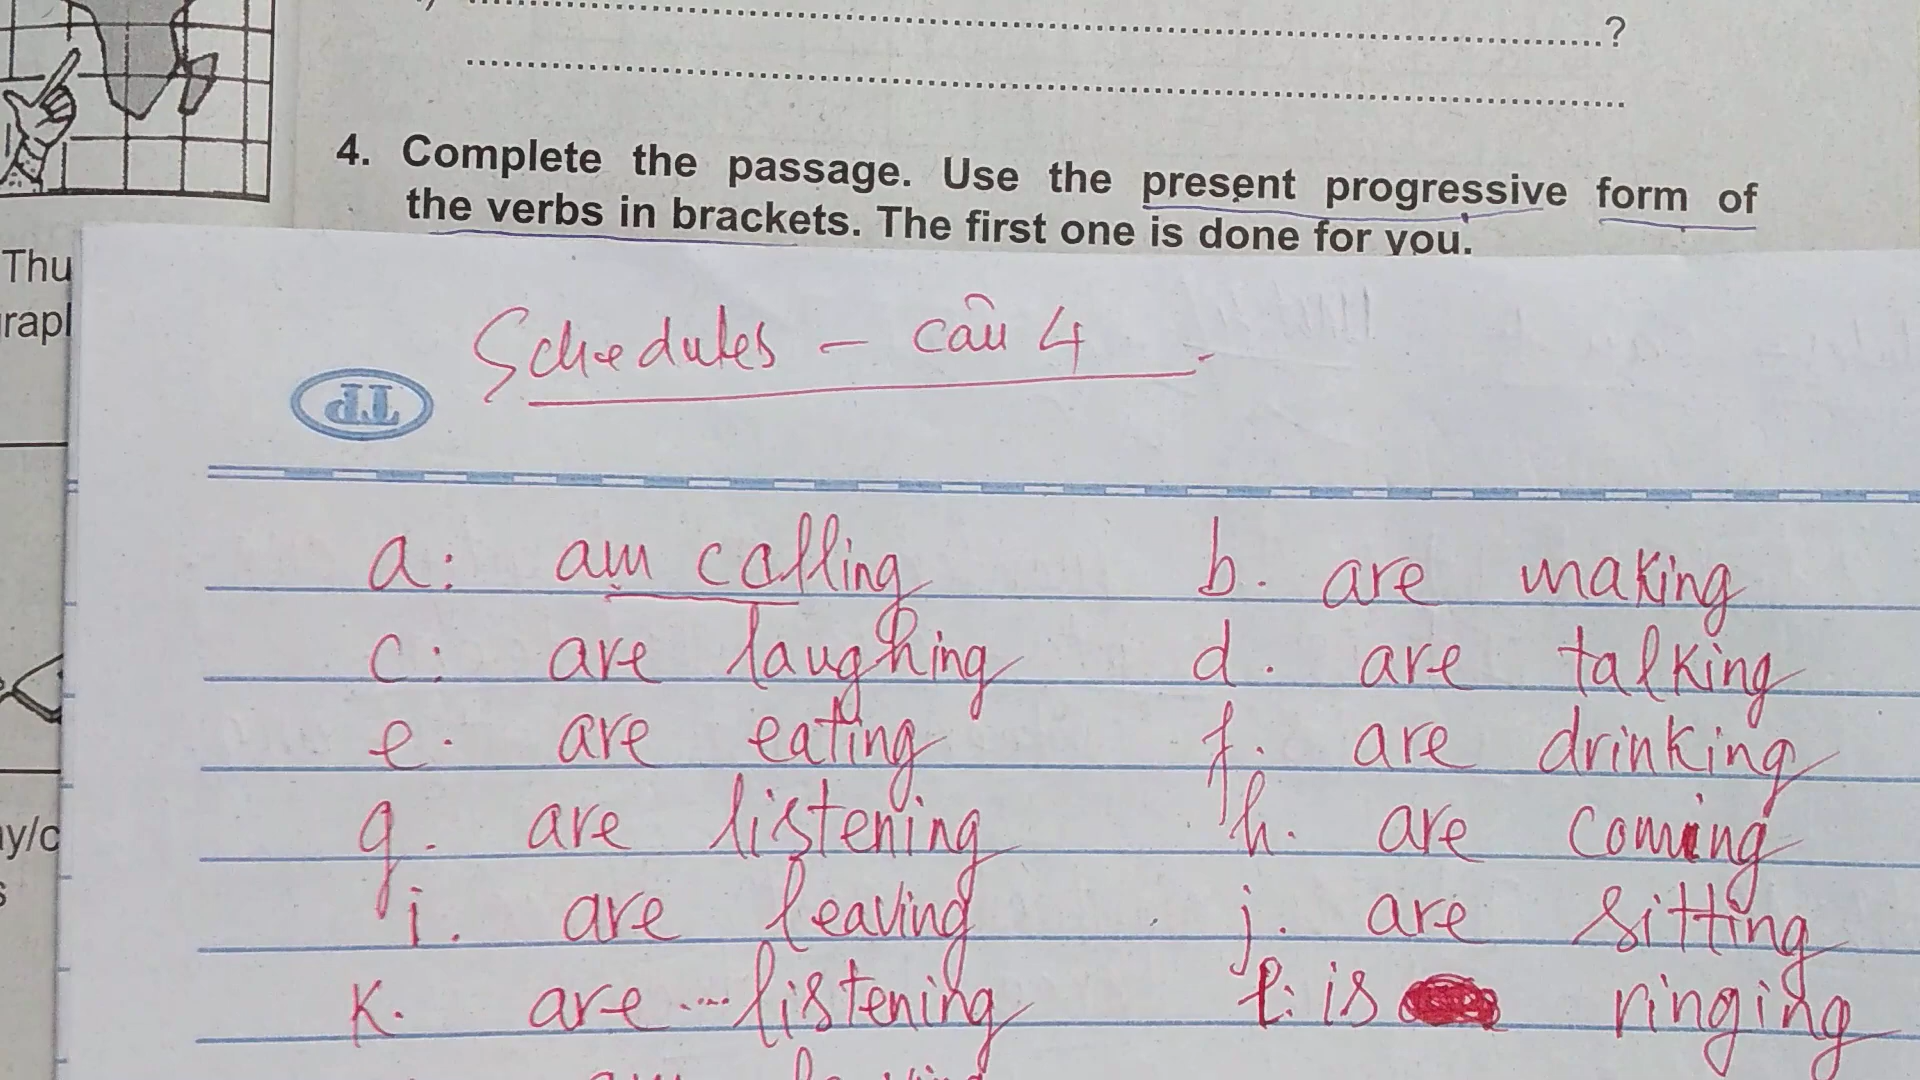 ?
4. Complete the passage. Use the present progressive form of
the verbs in brackets. The first one is done for you.
Thu
rapl
Schedules - câu 4
TP
a: am calling b. are making
c: are laughing d. are talking
e. are eating f. are drinking
g. are listening h. are coming
i. are leaving j. are sitting
k. are .... listening l: is ringing
am